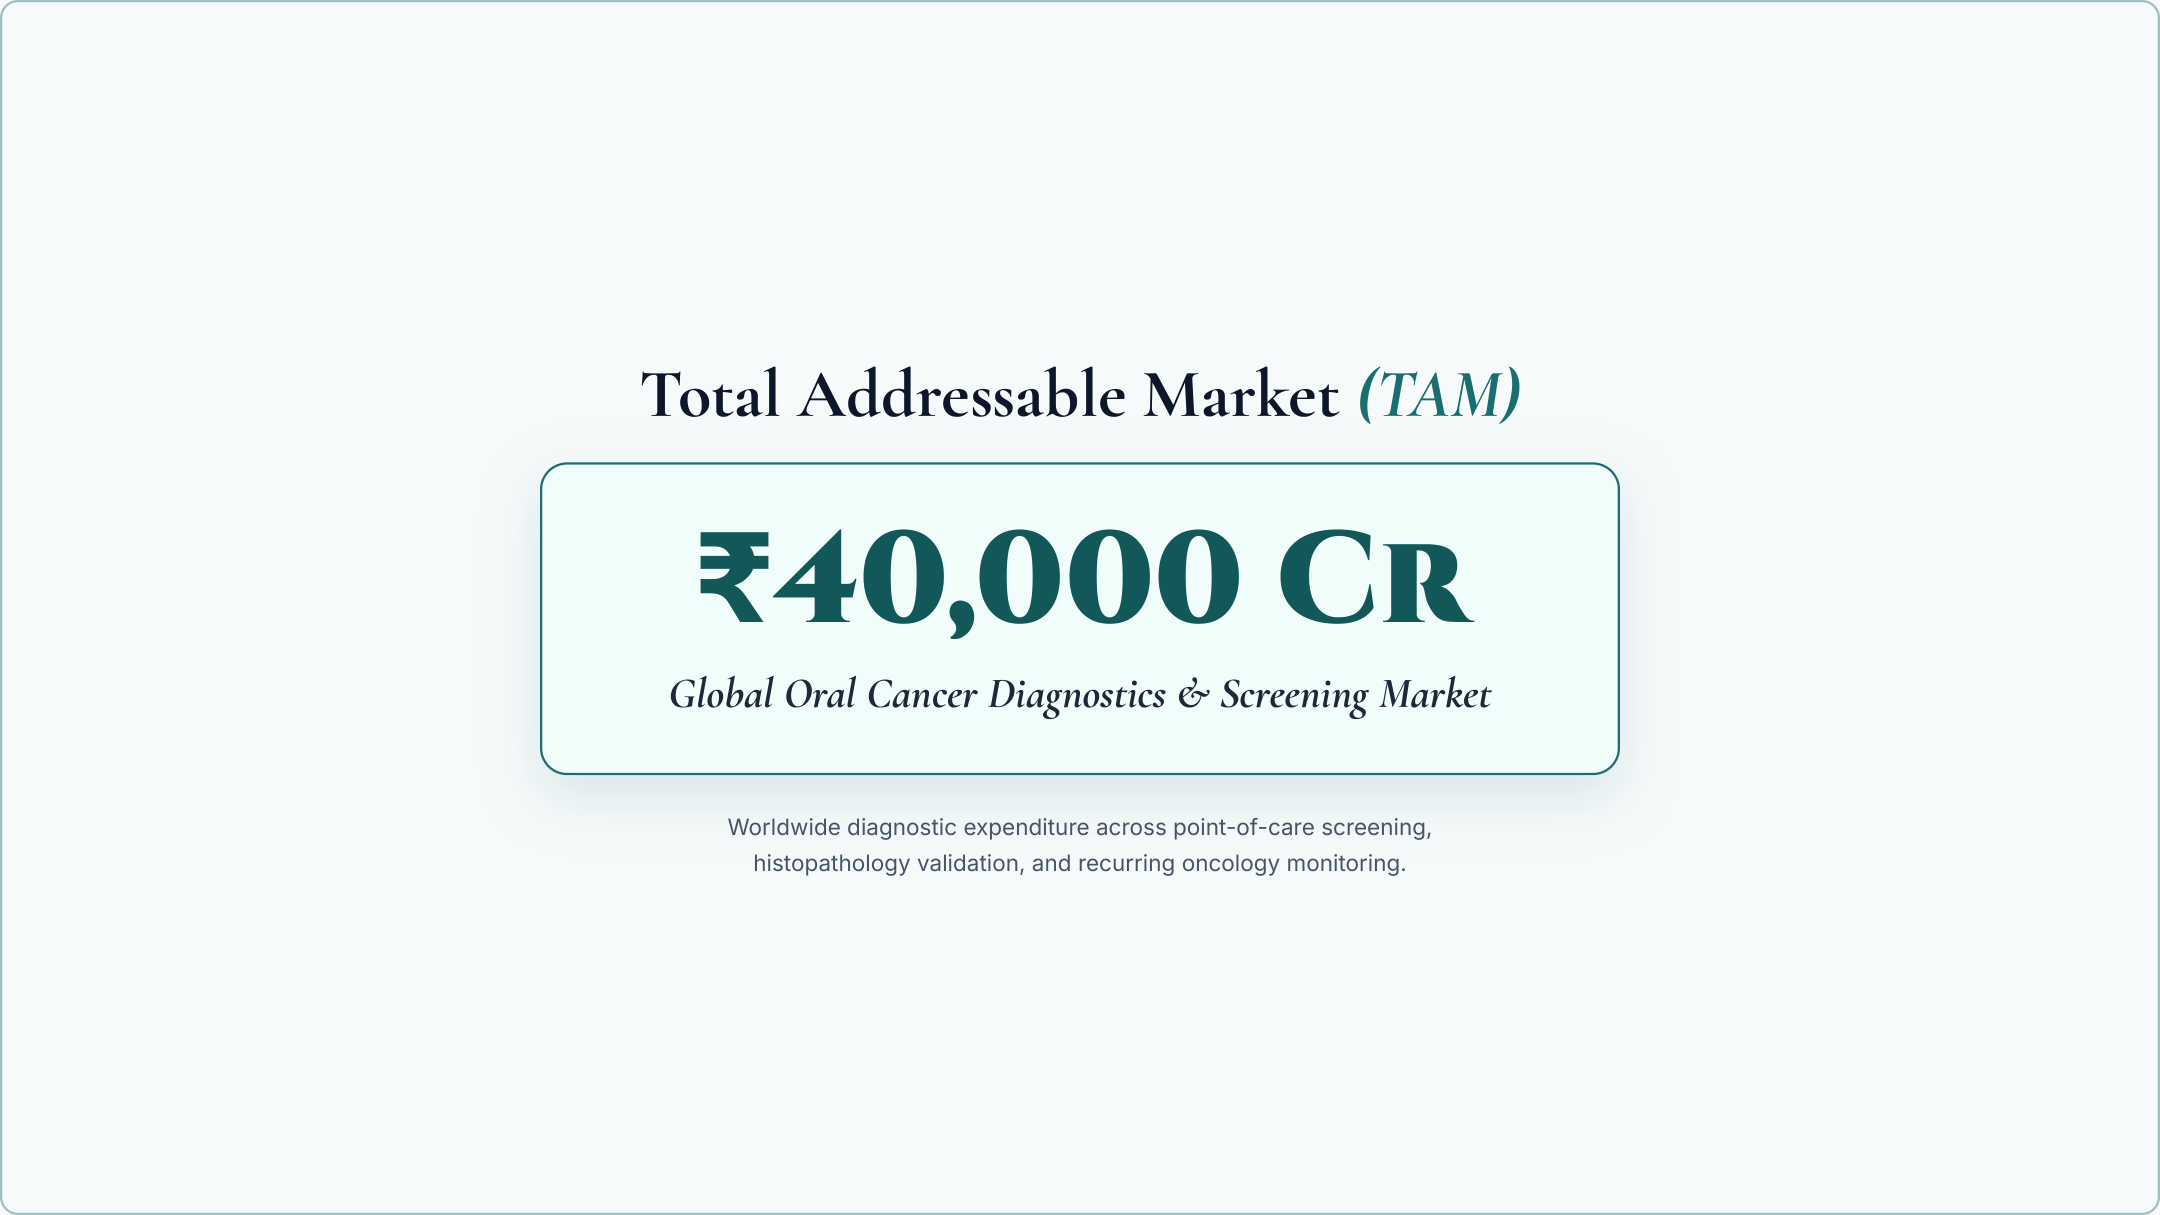 Total Addressable Market (TAM)
₹40,000 Cr
Global Oral Cancer Diagnostics & Screening Market
Worldwide diagnostic expenditure across point-of-care screening,
histopathology validation, and recurring oncology monitoring.